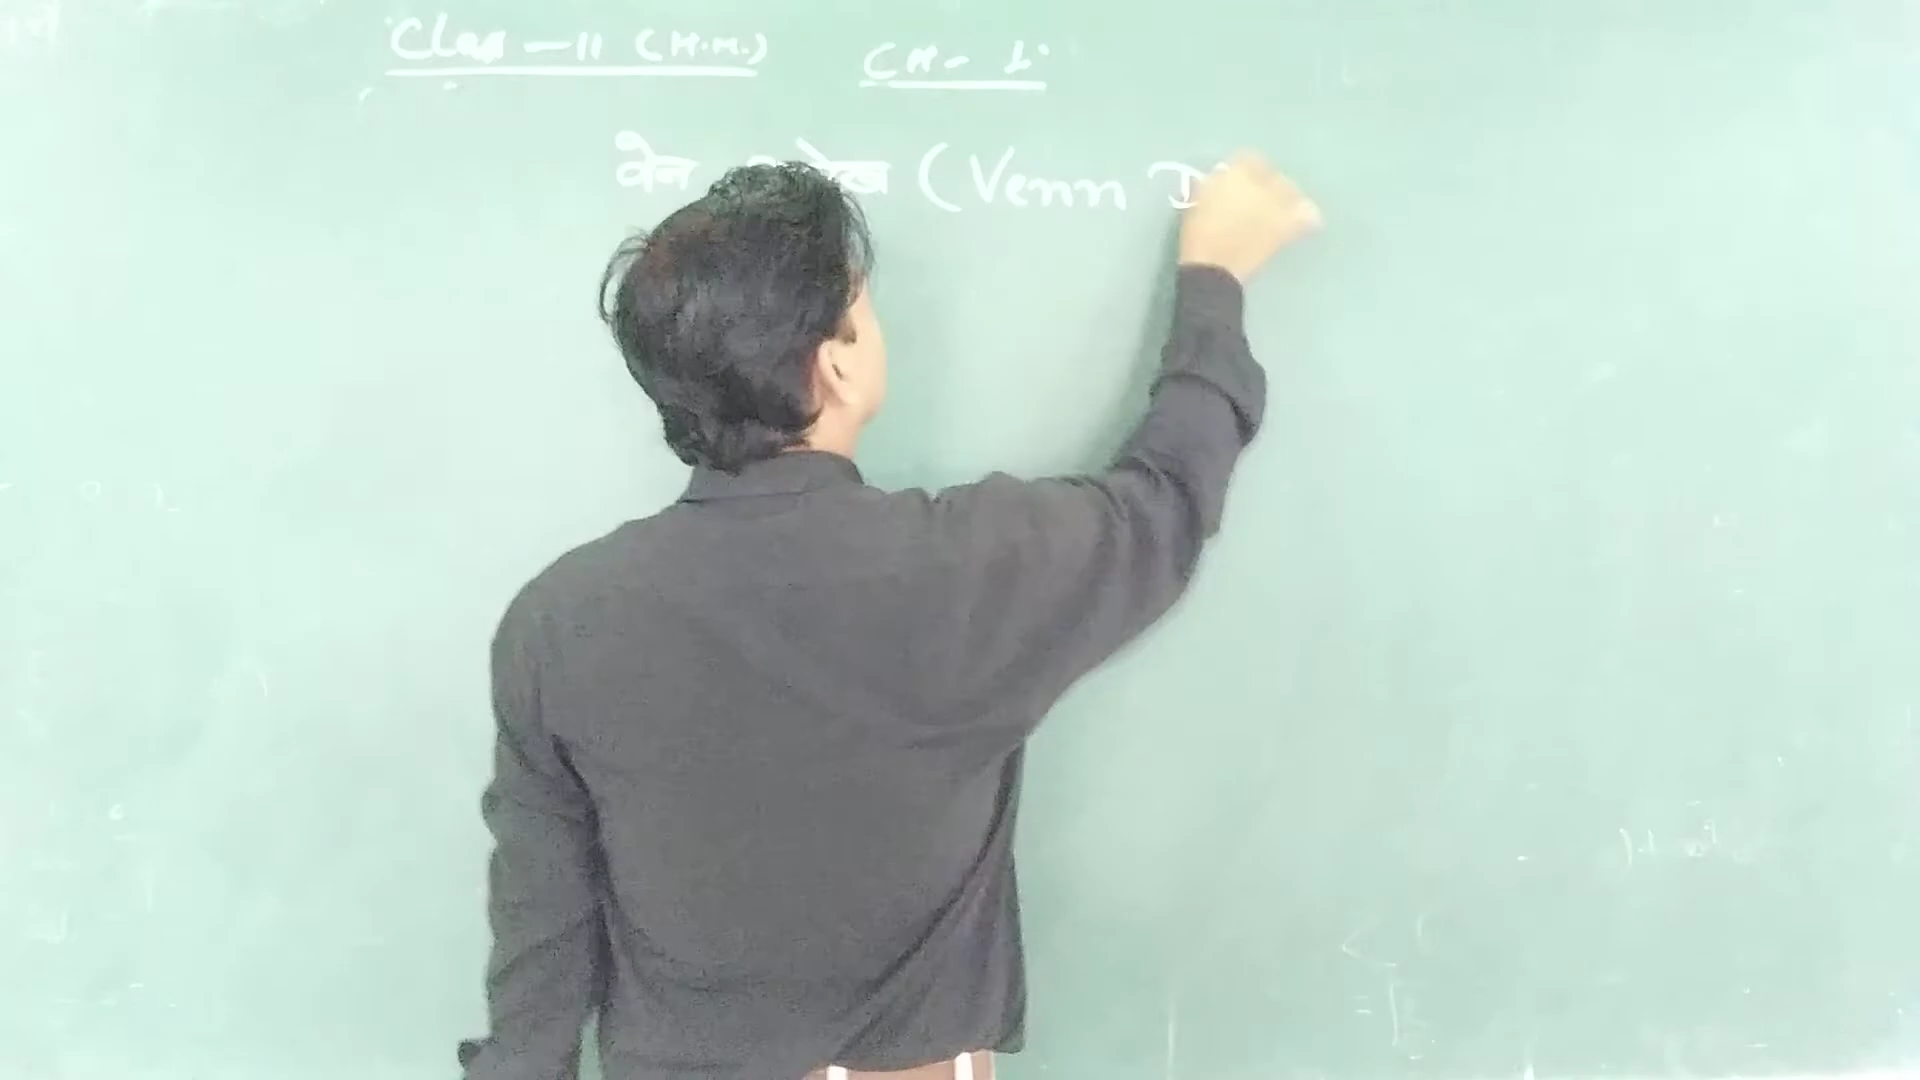 Class - 11 (H.M.) CH - 1
वेन (Venn D